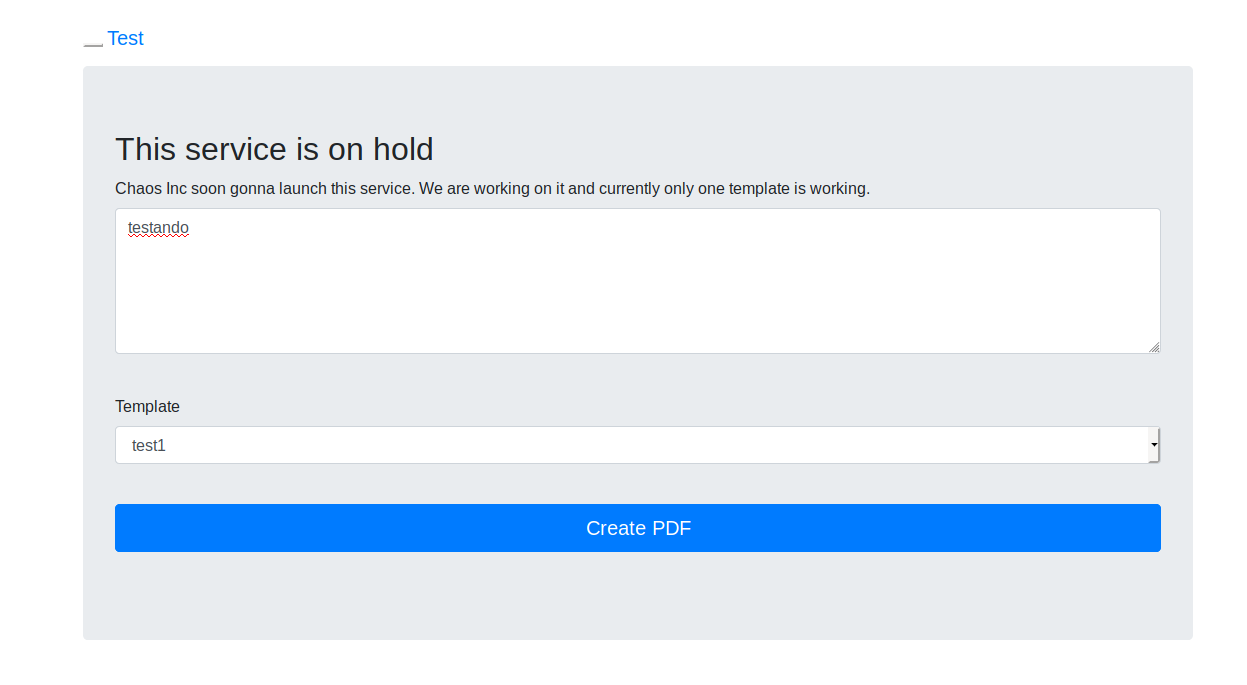 Test
This service is on hold
Chaos Inc soon gonna launch this service. We are working on it and currently only one template is working.
testando
Template
test1
Create PDF